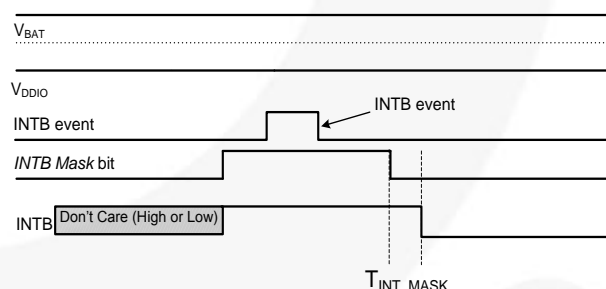 VBAT
VDDIO
INTB event
INTB event
INTB Mask bit
INTB
Don't Care (High or Low)
TINT_MASK